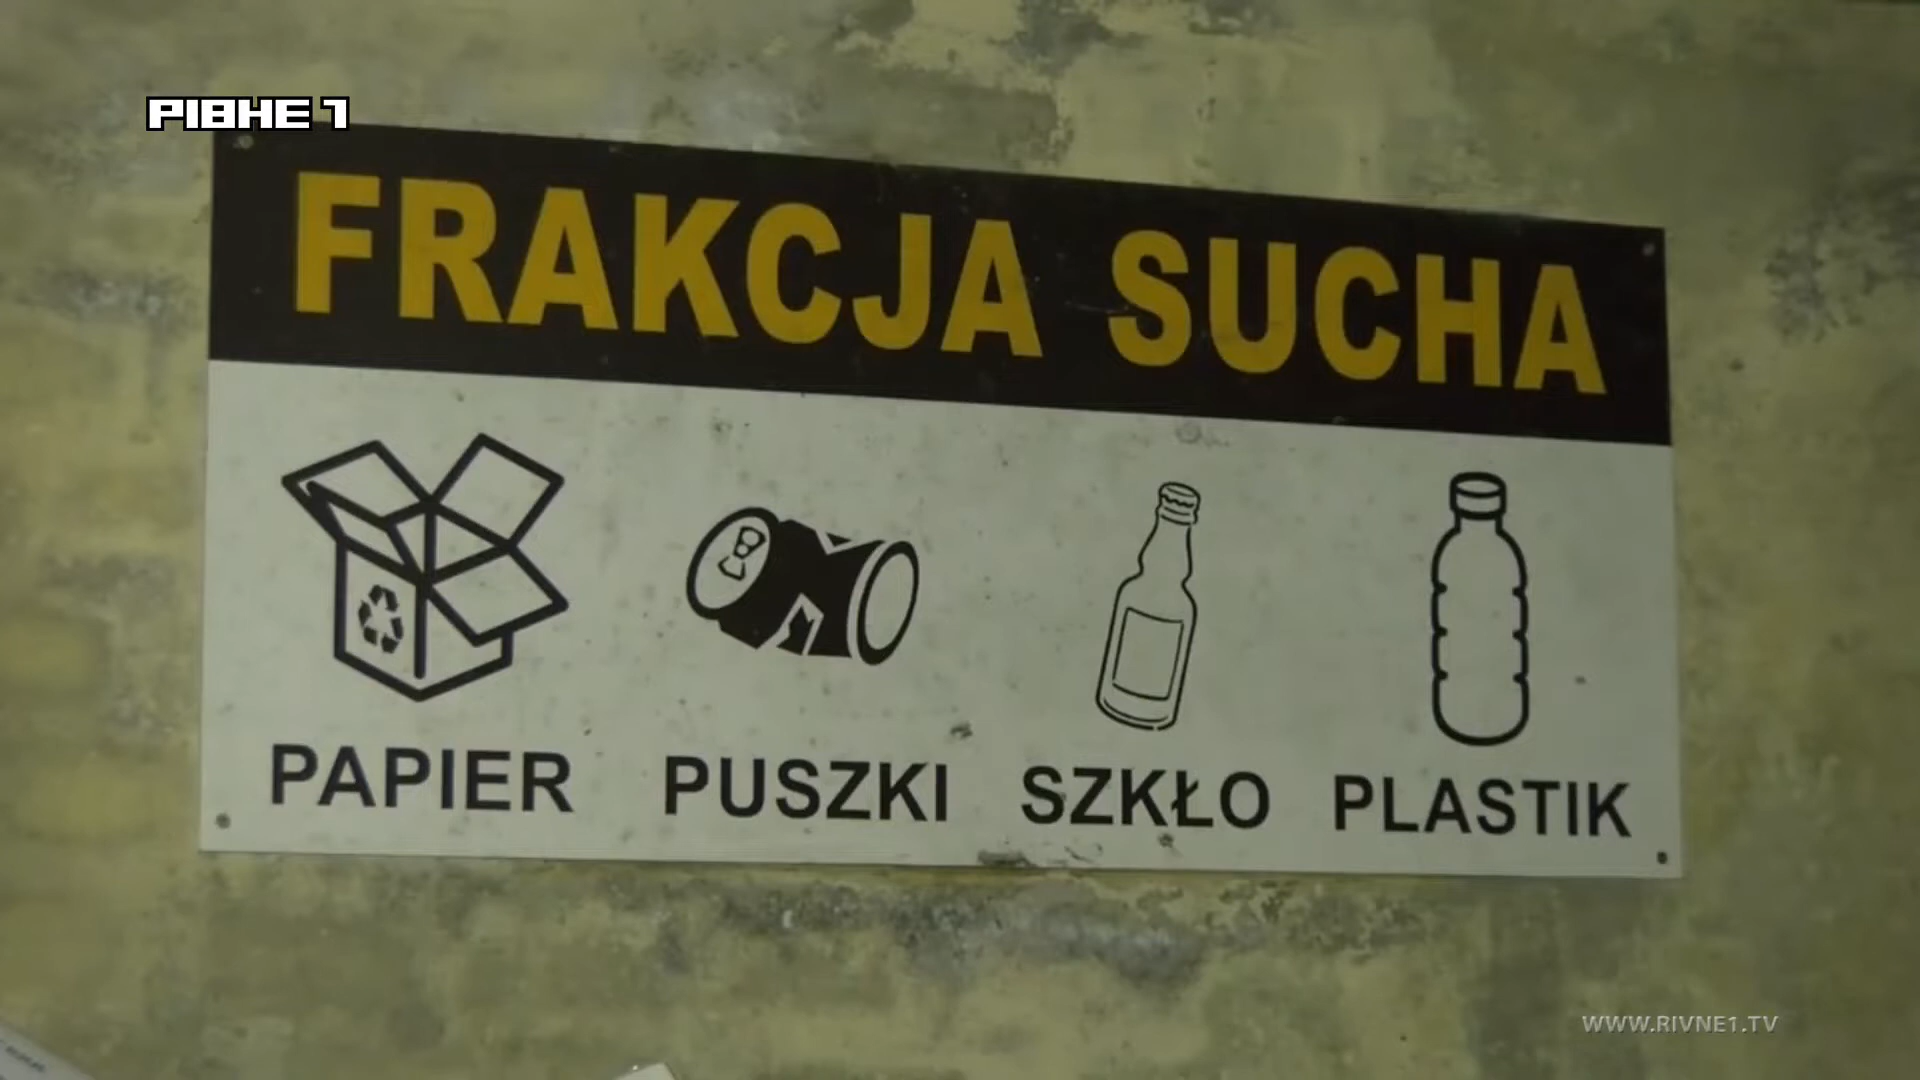 РІВНЕ 1
FRAKCJA SUCHA
PAPIER PUSZKI SZKŁO PLASTIK
WWW.RIVNE1.TV